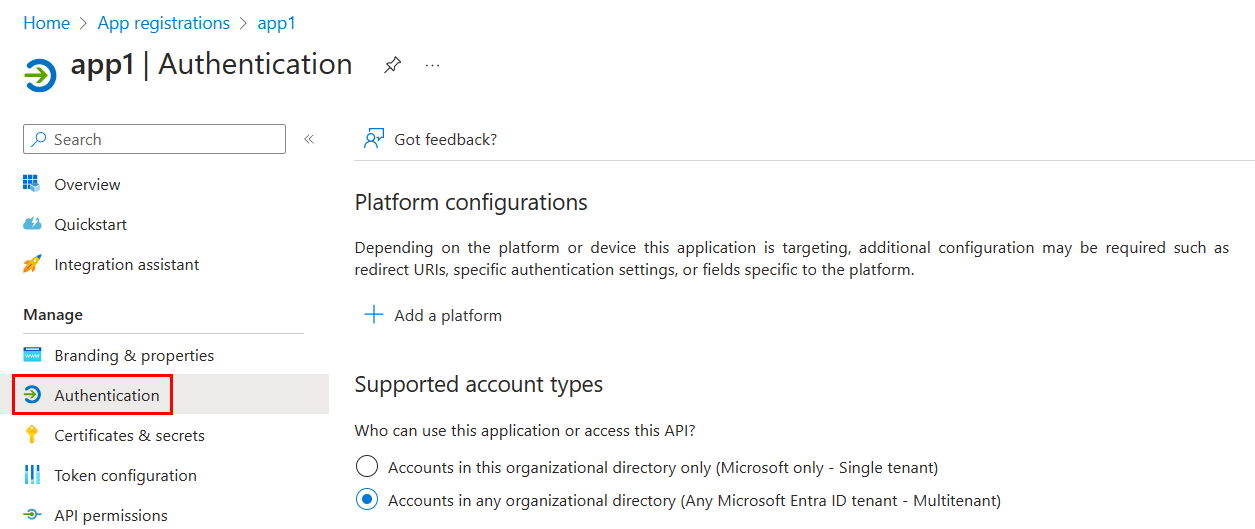 Home > App registrations > app1
app1 | Authentication
Search
Overview
Quickstart
Integration assistant
Manage
Branding & properties
Authentication
Certificates & secrets
Token configuration
API permissions
Got feedback?
Platform configurations
Depending on the platform or device this application is targeting, additional configuration may be required such as
redirect URIs, specific authentication settings, or fields specific to the platform.
Add a platform
Supported account types
Who can use this application or access this API?
Accounts in this organizational directory only (Microsoft only - Single tenant)
Accounts in any organizational directory (Any Microsoft Entra ID tenant - Multitenant)